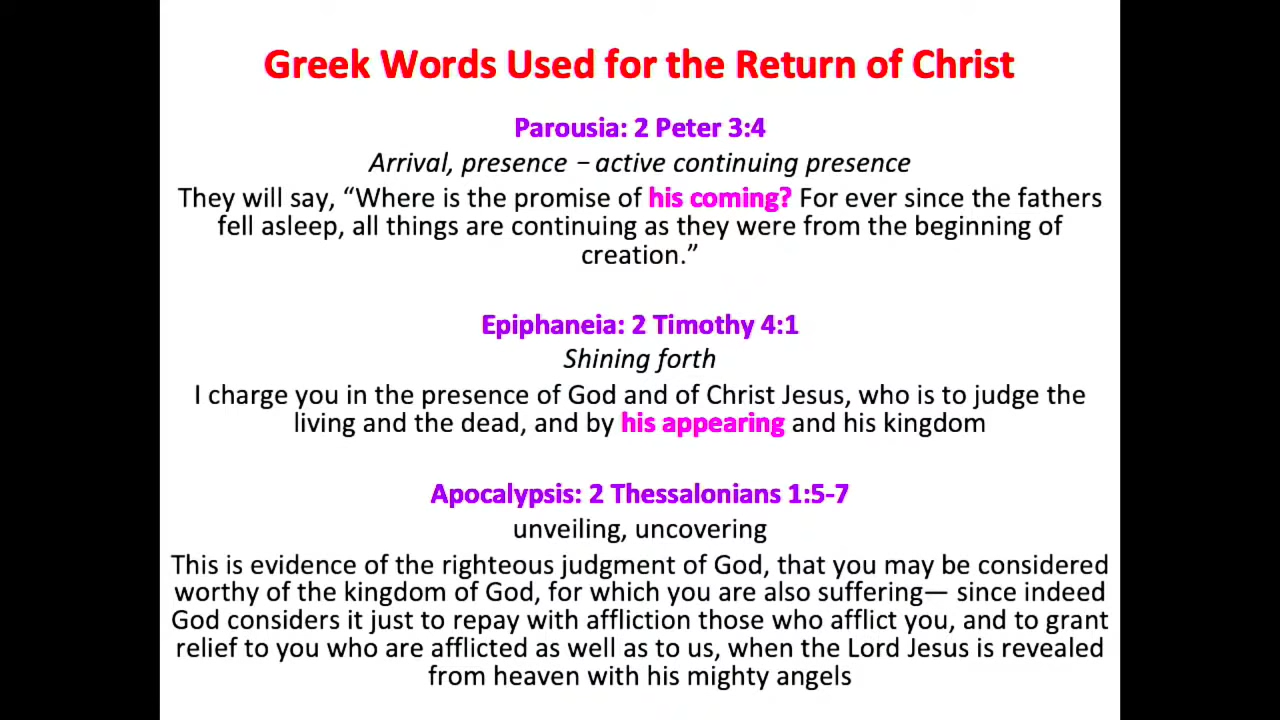 Greek Words Used for the Return of Christ
Parousia: 2 Peter 3:4
Arrival, presence – active continuing presence
They will say, “Where is the promise of his coming? For ever since the fathers
fell asleep, all things are continuing as they were from the beginning of
creation.”
Epiphaneia: 2 Timothy 4:1
Shining forth
I charge you in the presence of God and of Christ Jesus, who is to judge the
living and the dead, and by his appearing and his kingdom
Apocalypsis: 2 Thessalonians 1:5-7
unveiling, uncovering
This is evidence of the righteous judgment of God, that you may be considered
worthy of the kingdom of God, for which you are also suffering— since indeed
God considers it just to repay with affliction those who afflict you, and to grant
relief to you who are afflicted as well as to us, when the Lord Jesus is revealed
from heaven with his mighty angels